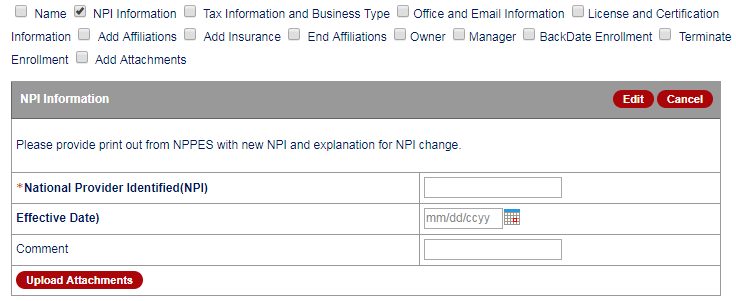 Name NPI Information Tax Information and Business Type Office and Email Information License and Certification
Information Add Affiliations Add Insurance End Affiliations Owner Manager BackDate Enrollment Terminate
Enrollment Add Attachments
NPI Information Edit Cancel
Please provide print out from NPPES with new NPI and explanation for NPI change.
*National Provider Identified(NPI)
Effective Date) mm/dd/ccyy
Comment
Upload Attachments